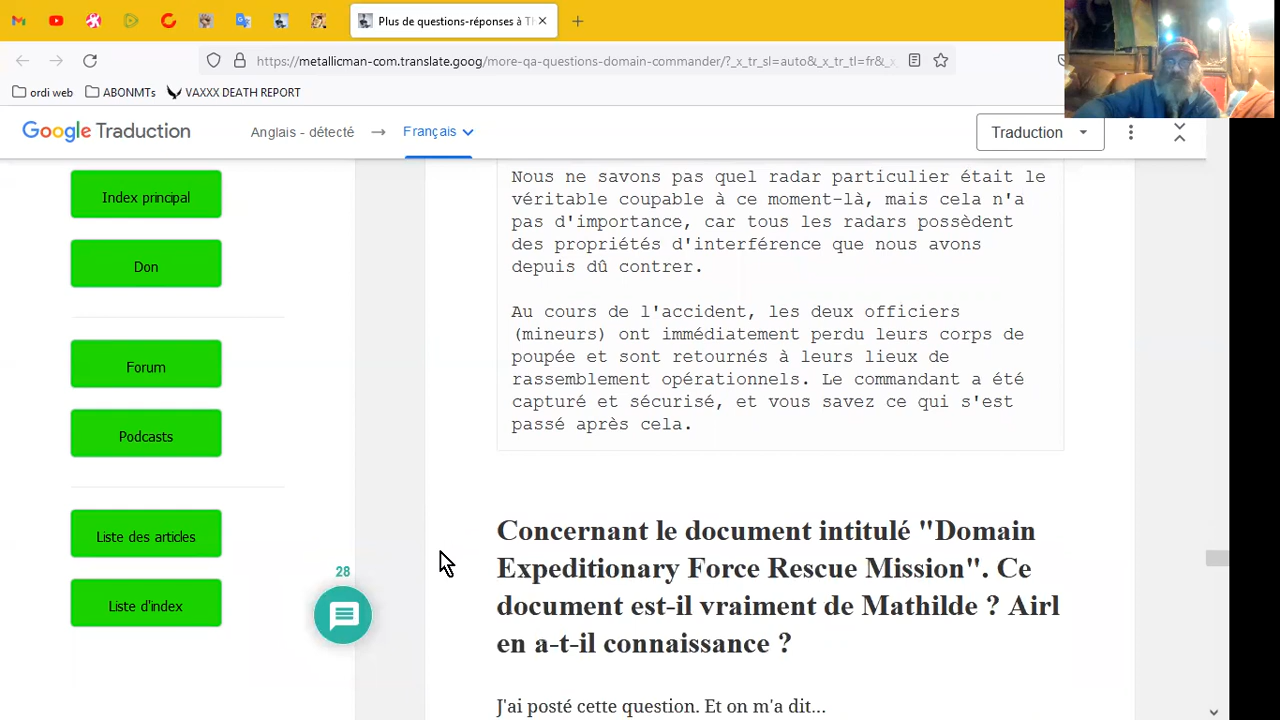 Plus de questions-réponses à Tl
https://metallicman-com.translate.goog/more-qa-questions-domain-commander/?_x_tr_sl=auto&_x_tr_tl=fr&_x_
ordi web
ABONMTs
VAXXX DEATH REPORT
Google Traduction
Anglais - détecté
Français
Traduction
Index principal
Don
Forum
Podcasts
Liste des articles
Liste d'index
28
Nous ne savons pas quel radar particulier était le
véritable coupable à ce moment-là, mais cela n'a
pas d'importance, car tous les radars possèdent
des propriétés d'interférence que nous avons
depuis dû contrer.
Au cours de l'accident, les deux officiers
(mineurs) ont immédiatement perdu leurs corps de
poupée et sont retournés à leurs lieux de
rassemblement opérationnels. Le commandant a été
capturé et sécurisé, et vous savez ce qui s'est
passé après cela.
Concernant le document intitulé "Domain
Expeditionary Force Rescue Mission". Ce
document est-il vraiment de Mathilde ? Airl
en a-t-il connaissance ?
J'ai posté cette question. Et on m'a dit...